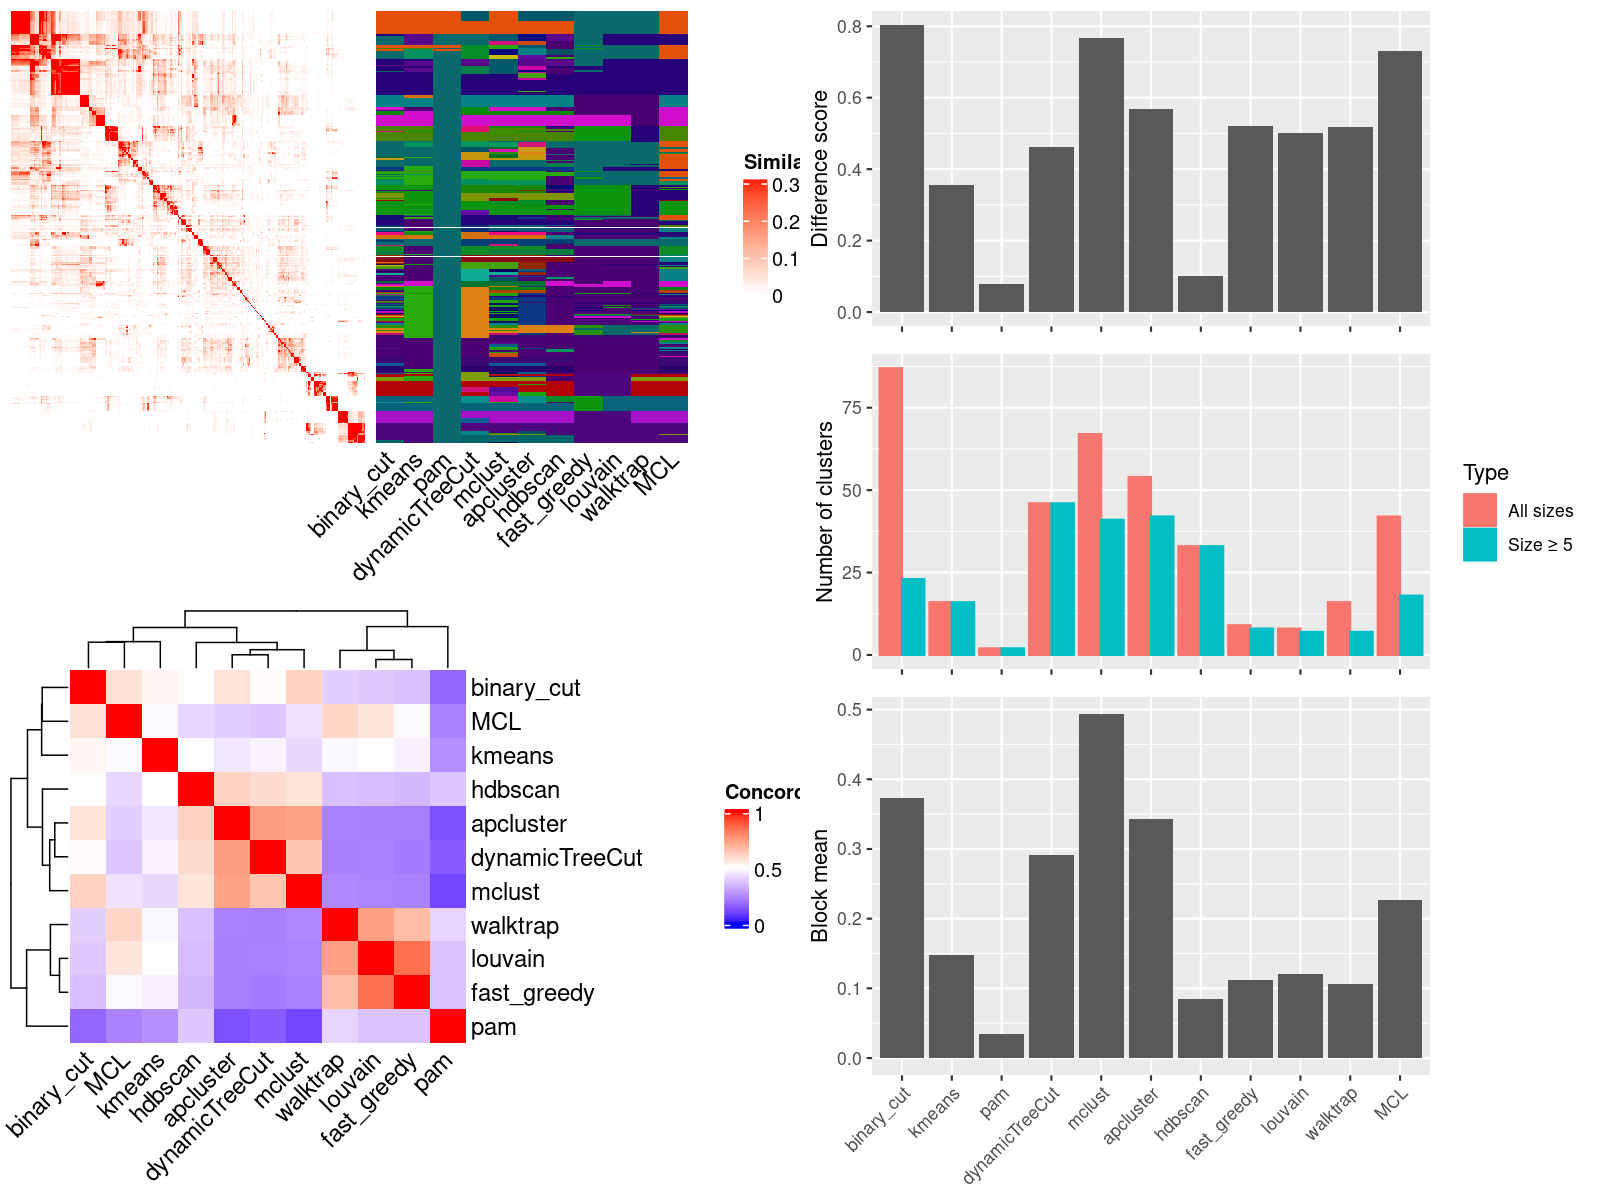 Simila
0.3
0.2
0.1
0
binary_cut
kmeans
pam
dynamicTreeCut
mclust
apcluster
hdbscan
fast_greedy
louvain
walktrap
MCL
Difference score
0.8
0.6
0.4
0.2
0.0
Number of clusters
75
50
25
0
Type
All sizes
Size ≥ 5
binary_cut
MCL
kmeans
hdbscan
apcluster
dynamicTreeCut
mclust
walktrap
louvain
fast_greedy
pam
binary_cut
MCL
kmeans
hdbscan
apcluster
dynamicTreeCut
mclust
walktrap
louvain
fast_greedy
pam
Concord
1
0.5
0
Block mean
0.5
0.4
0.3
0.2
0.1
0.0
binary_cut
kmeans
pam
dynamicTreeCut
mclust
apcluster
hdbscan
fast_greedy
louvain
walktrap
MCL